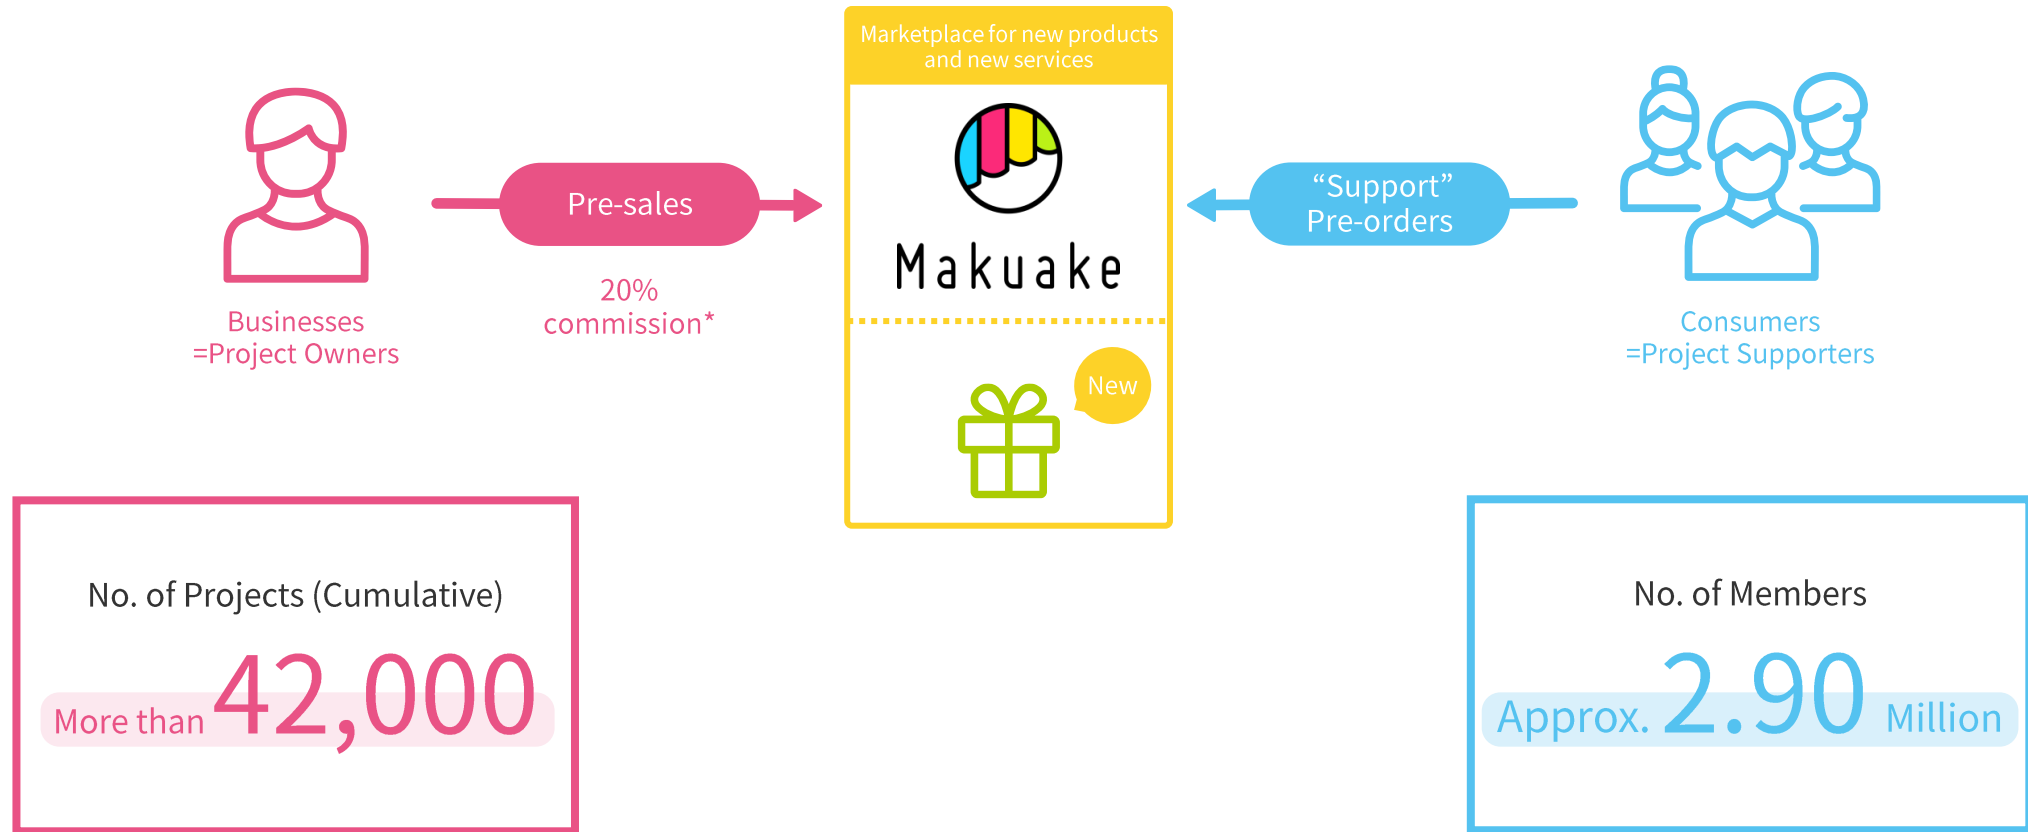 Marketplace for new products
and new services
Makuake
New
Pre-sales
20%
commission*
Businesses
=Project Owners
“Support”
Pre-orders
Consumers
=Project Supporters
No. of Projects (Cumulative)
More than 42,000
No. of Members
Approx. 2.90 Million